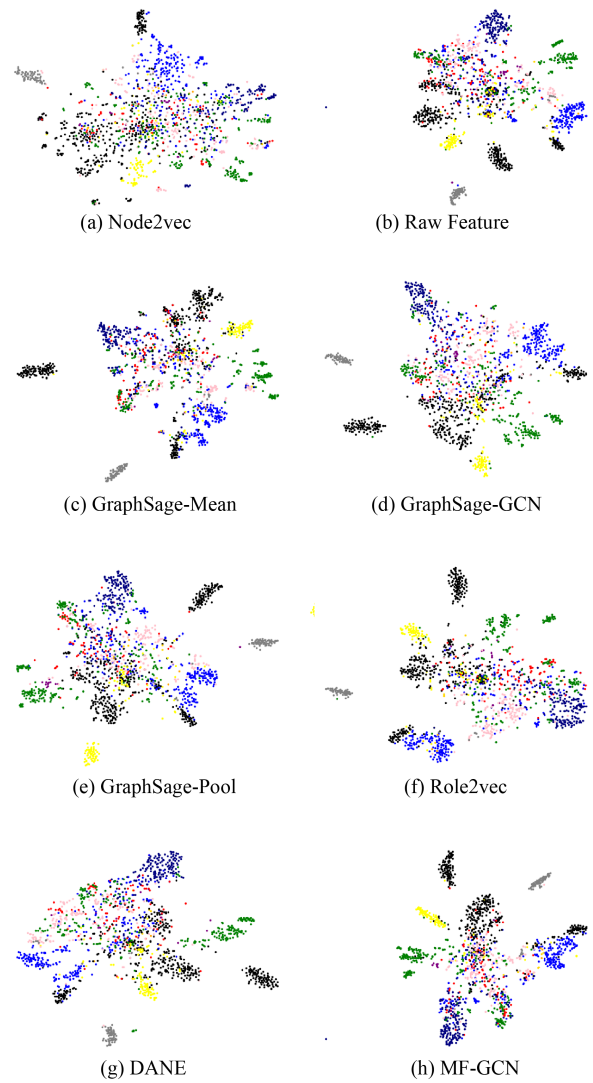 (a) Node2vec
(b) Raw Feature
(c) GraphSage-Mean
(d) GraphSage-GCN
(e) GraphSage-Pool
(f) Role2vec
(g) DANE
(h) MF-GCN